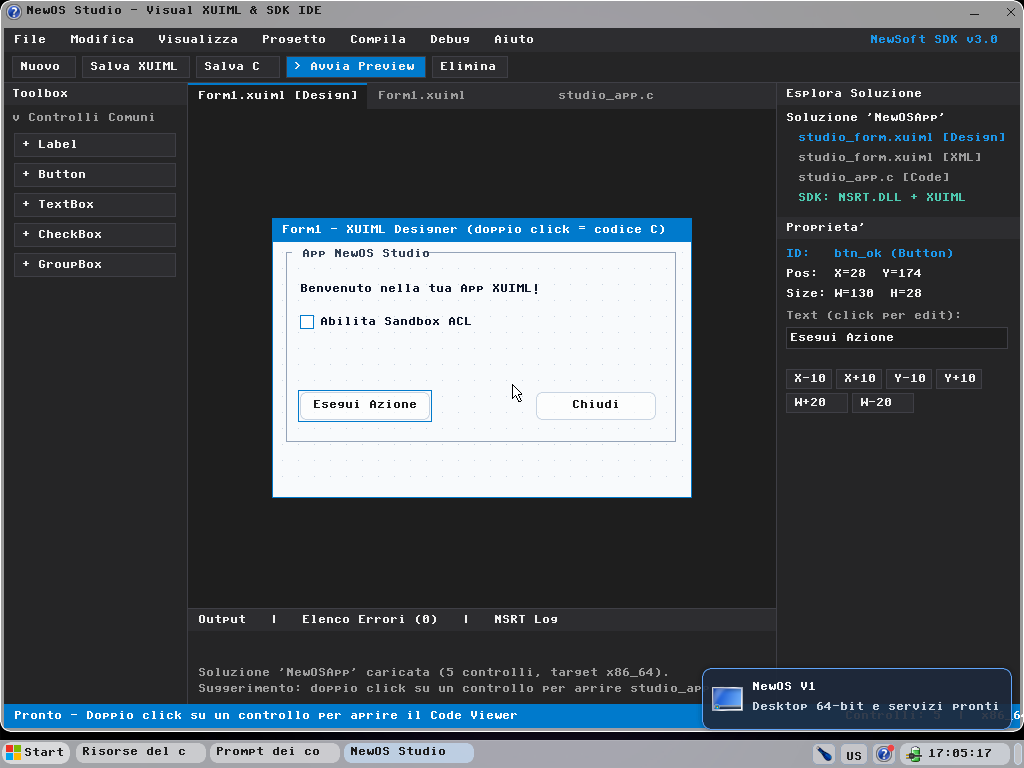 NewOS Studio - Visual XUIML & SDK IDE
File Modifica Visualizza Progetto Compila Debug Aiuto NewSoft SDK v3.0
Nuovo Salva XUIML Salva C > Avvia Preview Elimina
Toolbox
v Controlli Comuni
+ Label
+ Button
+ TextBox
+ CheckBox
+ GroupBox
Form1.xuiml [Design] Form1.xuiml studio_app.c
Form1 - XUIML Designer (doppio click = codice C)
App NewOS Studio
Benvenuto nella tua App XUIML!
Abilita Sandbox ACL
Esegui Azione Chiudi
Esplora Soluzione
Soluzione 'NewOSApp'
studio_form.xuiml [Design]
studio_form.xuiml [XML]
studio_app.c [Code]
SDK: NSRT.DLL + XUIML
Proprieta'
ID: btn_ok (Button)
Pos: X=28 Y=174
Size: W=130 H=28
Text (click per edit):
Esegui Azione
X-10 X+10 Y-10 Y+10
W+20 W-20
Output | Elenco Errori (0) | NSRT Log
Soluzione 'NewOSApp' caricata (5 controlli, target x86_64).
Suggerimento: doppio click su un controllo per aprire studio_ap
Pronto - Doppio click su un controllo per aprire il Code Viewer
NewOS V1
Desktop 64-bit e servizi pronti
Controlli: 5 | x86_6
Start Risorse del c Prompt dei co NewOS Studio US 17:05:17